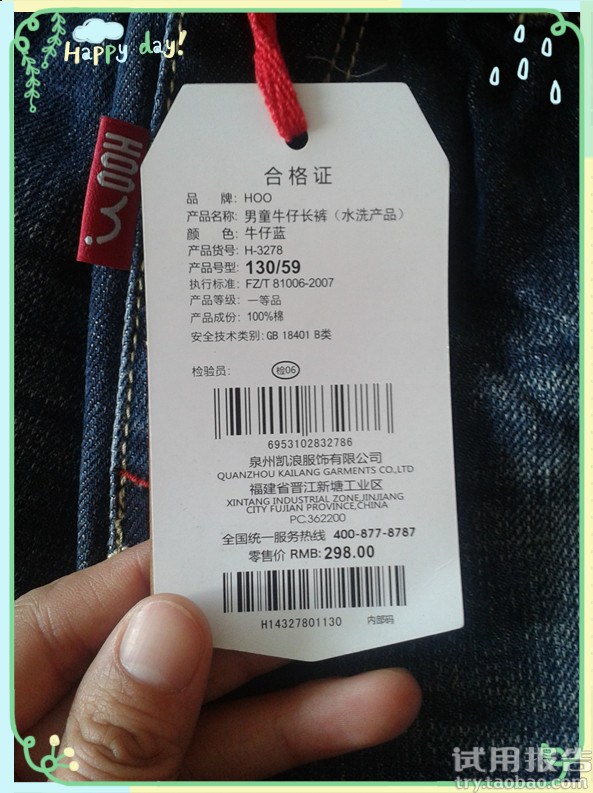 Happy day!
HOO
合格证
品 牌: HOO
产品名称: 男童牛仔长裤（水洗产品）
颜 色: 牛仔蓝
产品货号: H-3278
产品号型: 130/59
执行标准: FZ/T 81006-2007
产品等级: 一等品
产品成份: 100%棉
安全技术类别: GB 18401 B类
检验员: 检06
6953102832786
泉州凯浪服饰有限公司
QUANZHOU KAILANG GARMENTS CO.,LTD
福建省晋江新塘工业区
XINTANG INDUSTRIAL ZONE,JINJIANG
CITY FUJIAN PROVINCE,CHINA
PC.362200
全国统一服务热线 400-877-8787
零售价 RMB: 298.00
H14327801130 内部码
试用报告
try.taobao.com